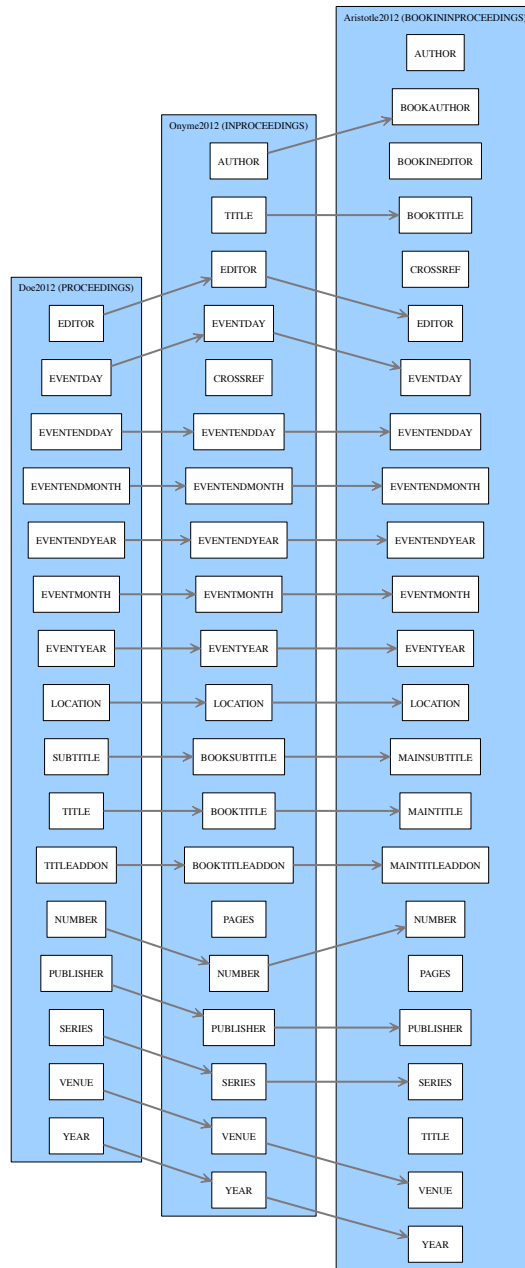 Doe2012 (PROCEEDINGS)
EDITOR
EVENTDAY
EVENTENDDAY
EVENTENDMONTH
EVENTENDYEAR
EVENTMONTH
EVENTYEAR
LOCATION
SUBTITLE
TITLE
TITLEADDON
NUMBER
PUBLISHER
SERIES
VENUE
YEAR
Onyme2012 (INPROCEEDINGS)
AUTHOR
TITLE
EDITOR
EVENTDAY
CROSSREF
EVENTENDDAY
EVENTENDMONTH
EVENTENDYEAR
EVENTMONTH
EVENTYEAR
LOCATION
BOOKSUBTITLE
BOOKTITLE
BOOKTITLEADDON
PAGES
NUMBER
PUBLISHER
SERIES
VENUE
YEAR
Aristotle2012 (BOOKININPROCEEDINGS)
AUTHOR
BOOKAUTHOR
BOOKINEDITOR
BOOKTITLE
CROSSREF
EDITOR
EVENTDAY
EVENTENDDAY
EVENTENDMONTH
EVENTENDYEAR
EVENTMONTH
EVENTYEAR
LOCATION
MAINSUBTITLE
MAINTITLE
MAINTITLEADDON
NUMBER
PAGES
PUBLISHER
SERIES
TITLE
VENUE
YEAR